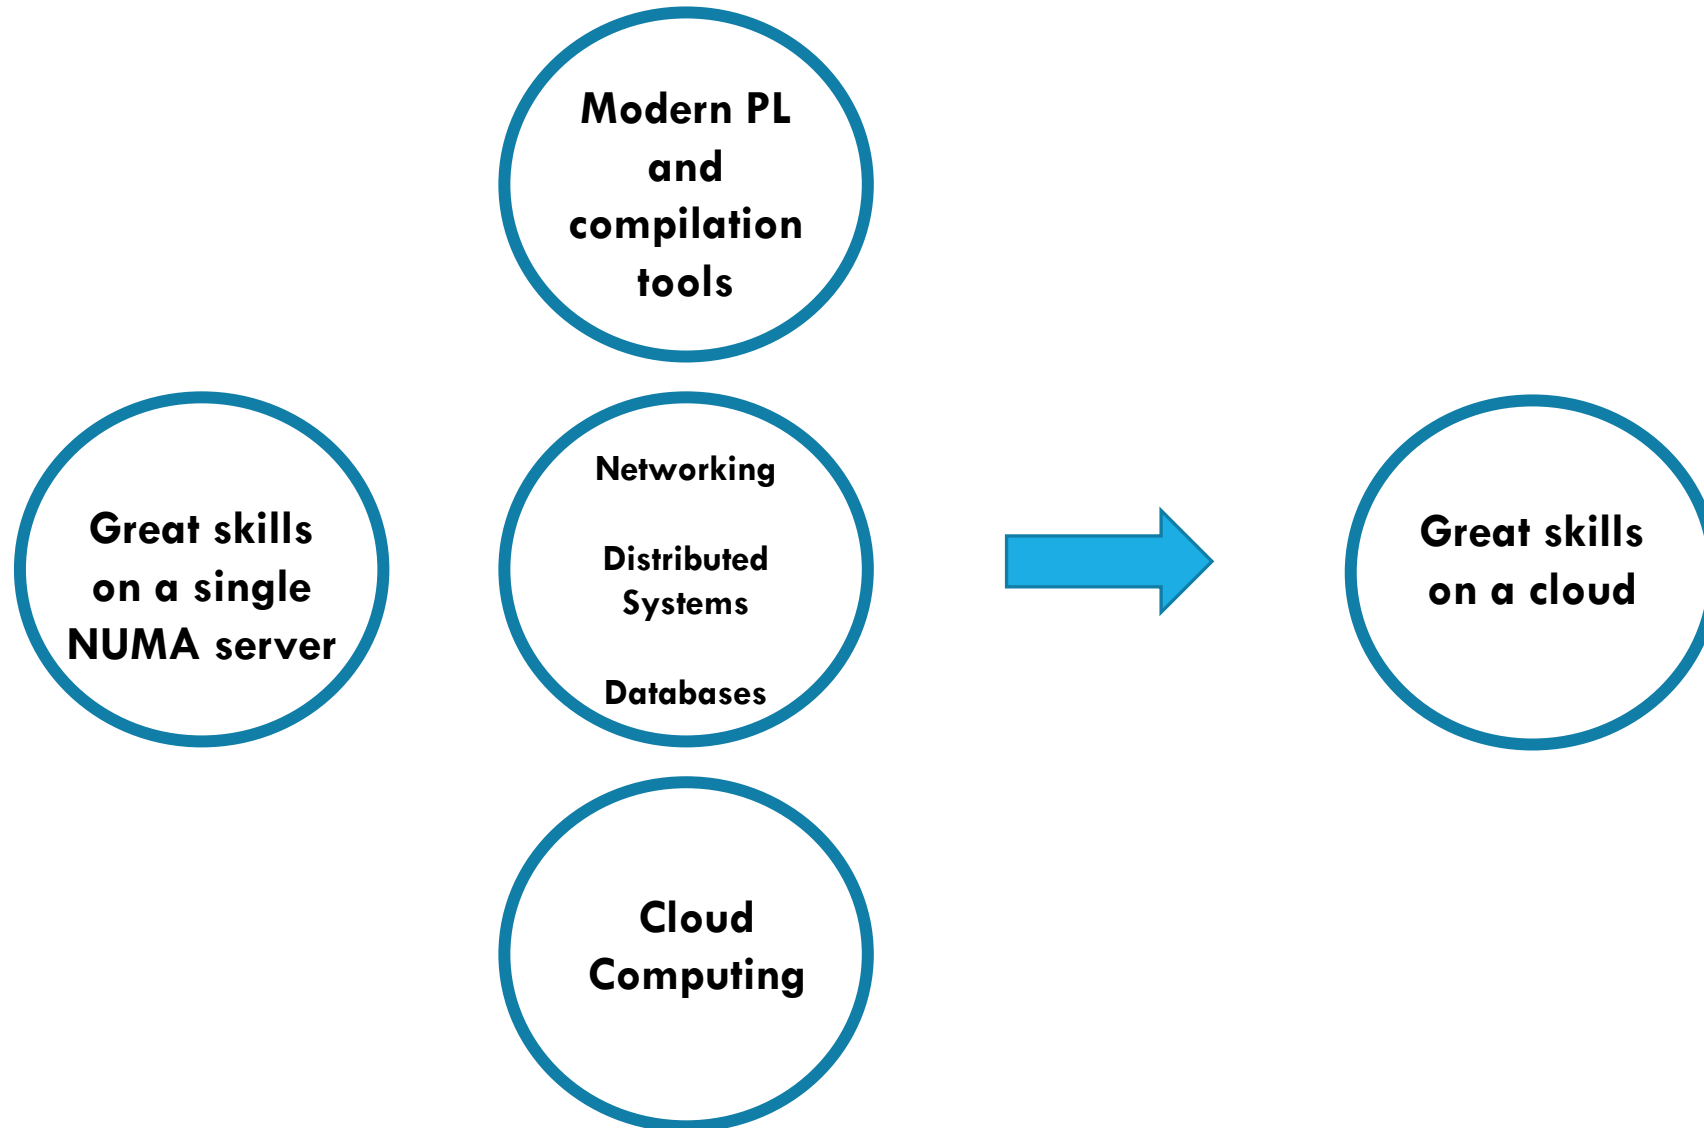 Modern PL
and
compilation
tools
Great skills
on a single
NUMA server
Networking
Distributed
Systems
Databases
Great skills
on a cloud
Cloud
Computing